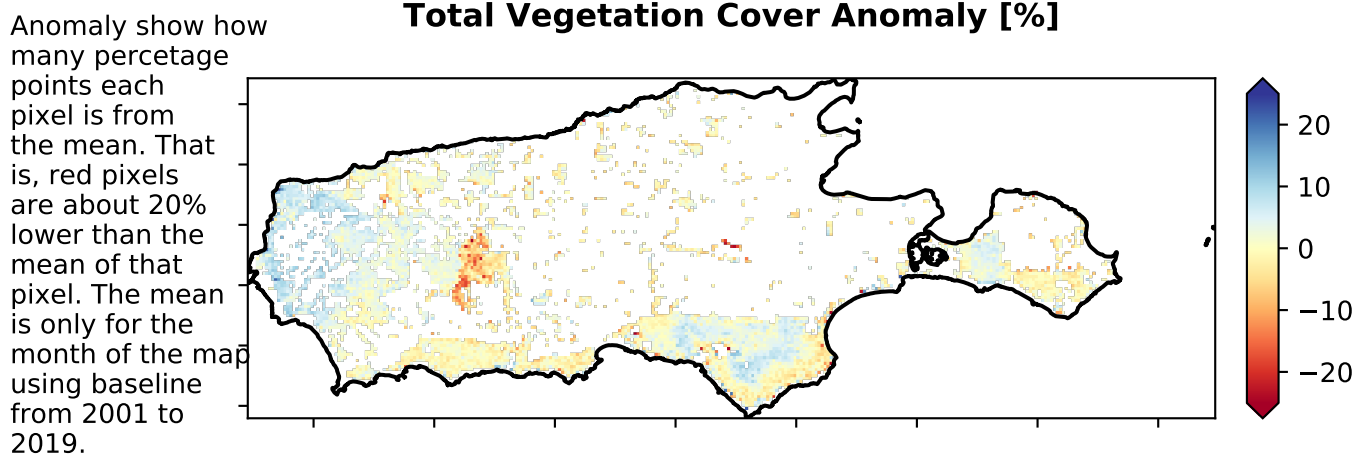 Total Vegetation Cover Anomaly [%]
Anomaly show how
many percetage
points each
pixel is from
the mean. That
is, red pixels
are about 20%
lower than the
mean of that
pixel. The mean
is only for the
month of the map
using baseline
from 2001 to
2019.
20
10
0
−10
−20